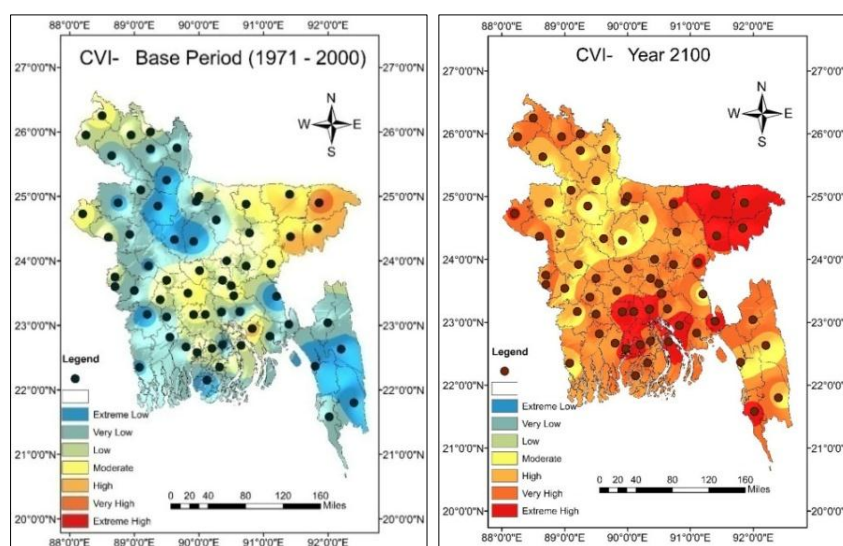 CVI- Base Period (1971 - 2000)
27°0'0"N
26°0'0"N
25°0'0"N
24°0'0"N
23°0'0"N
22°0'0"N
21°0'0"N
20°0'0"N
N
W E
S
Legend
Extreme Low
Very Low
Low
Moderate
High
Very High
Extreme High
0 20 40 80 120 160
Miles
88°0'0"E 89°0'0"E 90°0'0"E 91°0'0"E 92°0'0"E
CVI- Year 2100
27°0'0"N
26°0'0"N
25°0'0"N
24°0'0"N
23°0'0"N
22°0'0"N
21°0'0"N
20°0'0"N
N
W E
S
Legend
Extreme Low
Very Low
Low
Moderate
High
Very High
Extreme High
0 20 40 80 120 160
Miles
88°0'0"E 89°0'0"E 90°0'0"E 91°0'0"E 92°0'0"E